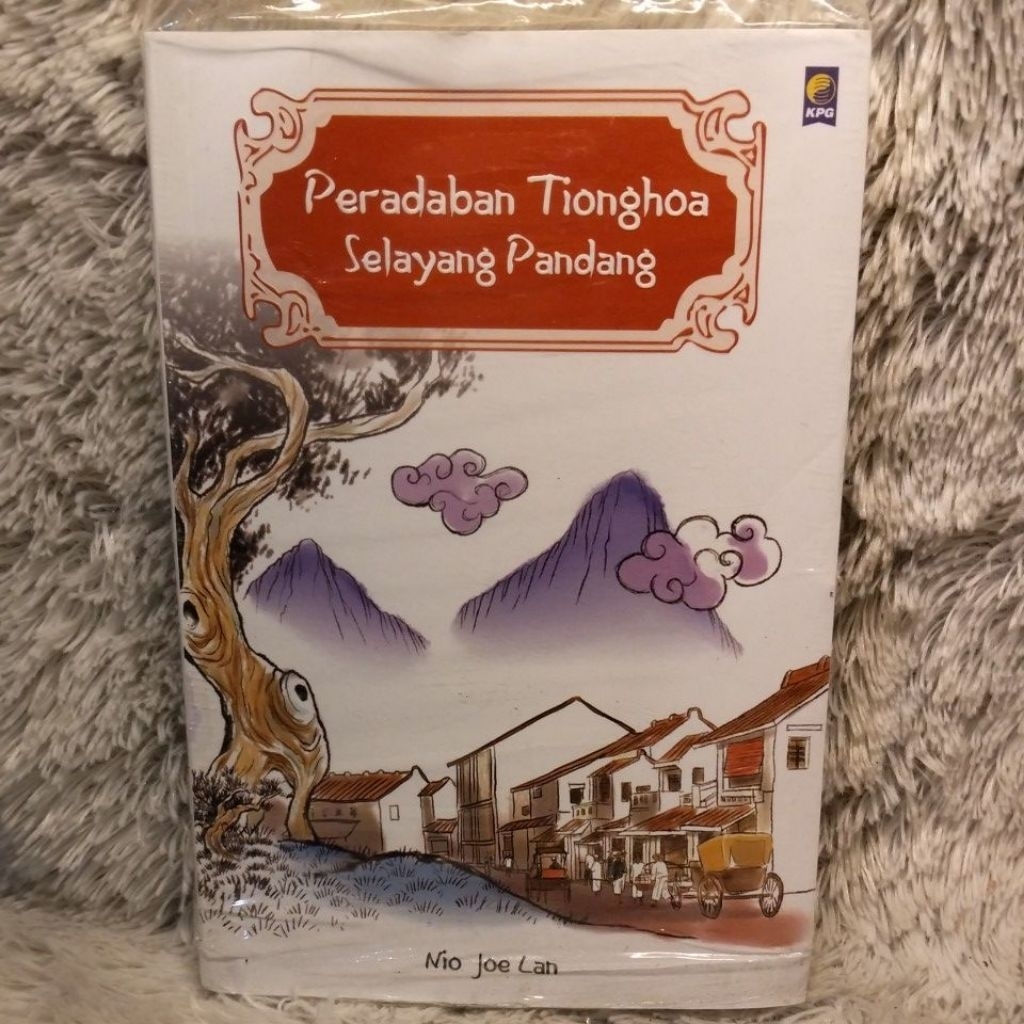 KPG
Peradaban Tionghoa
Selayang Pandang
Nio Joe Lan